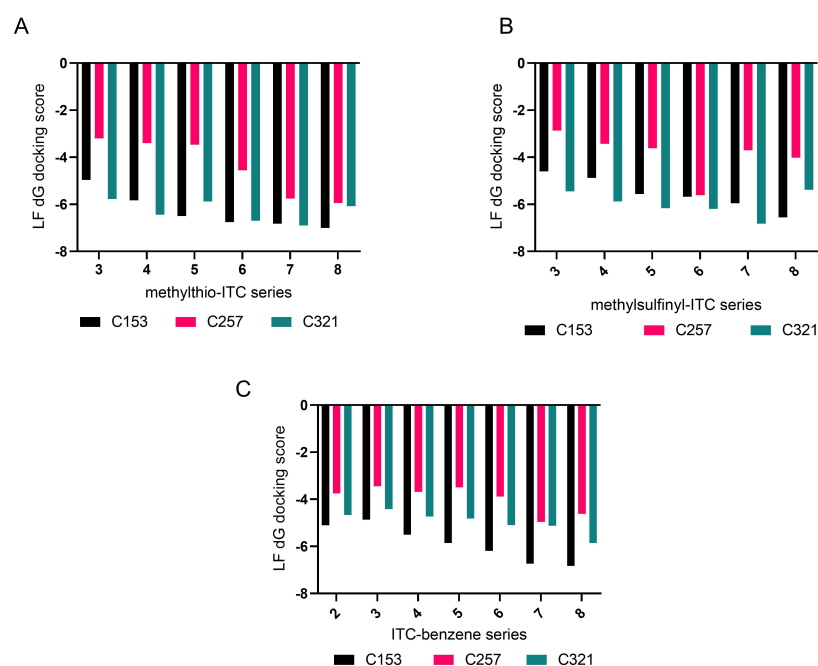 A
0
-2
-4
-6
-8
LF dG docking score
3 4 5 6 7 8
methylthio-ITC series
C153 C257 C321
B
0
-2
-4
-6
-8
LF dG docking score
3 4 5 6 7 8
methylsulfinyl-ITC series
C153 C257 C321
C
0
-2
-4
-6
-8
LF dG docking score
2 3 4 5 6 7 8
ITC-benzene series
C153 C257 C321